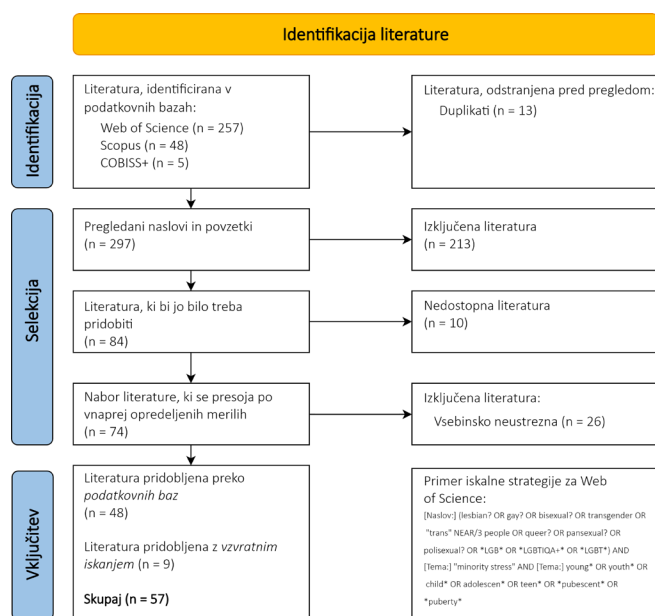 Identifikacija literature
Identifikacija
Literatura, identificirana v
podatkovnih bazah:
Web of Science (n = 257)
Scopus (n = 48)
COBISS+ (n = 5)
Literatura, odstranjena pred pregledom:
Duplikati (n = 13)
Selekcija
Pregledani naslovi in povzetki
(n = 297)
Izključena literatura
(n = 213)
Literatura, ki bi jo bilo treba
pridobiti
(n = 84)
Nedostopna literatura
(n = 10)
Nabor literature, ki se presoja po
vnaprej opredeljenih merilih
(n = 74)
Izključena literatura:
Vsebinsko neustrezna (n = 26)
Vključitev
Literatura pridobljena preko
podatkovnih baz
(n = 48)
Literatura pridobljena z vzvratnim
iskanjem (n = 9)
Skupaj (n = 57)
Primer iskalne strategije za Web
of Science:
[Naslov:] (lesbian? OR gay? OR bisexual? OR transgender OR
"trans" NEAR/3 people OR queer? OR pansexual? OR
polisexual? OR *LGB* OR *LGBTIQA+* OR *LGBT*) AND
[Tema:] "minority stress" AND [Tema:] young* OR youth* OR
child* OR adolescen* OR teen* OR *pubescent* OR
*puberty*